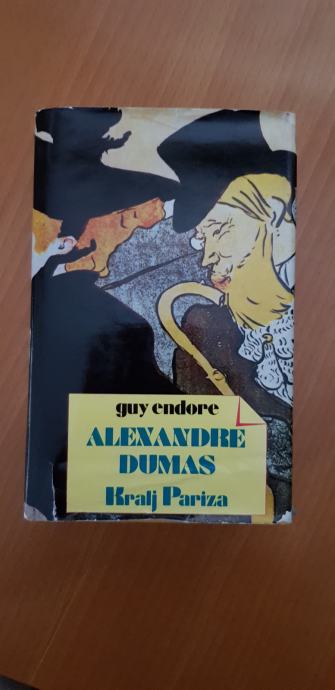 guy endore
ALEXANDRE
DUMAS
Kralj Pariza